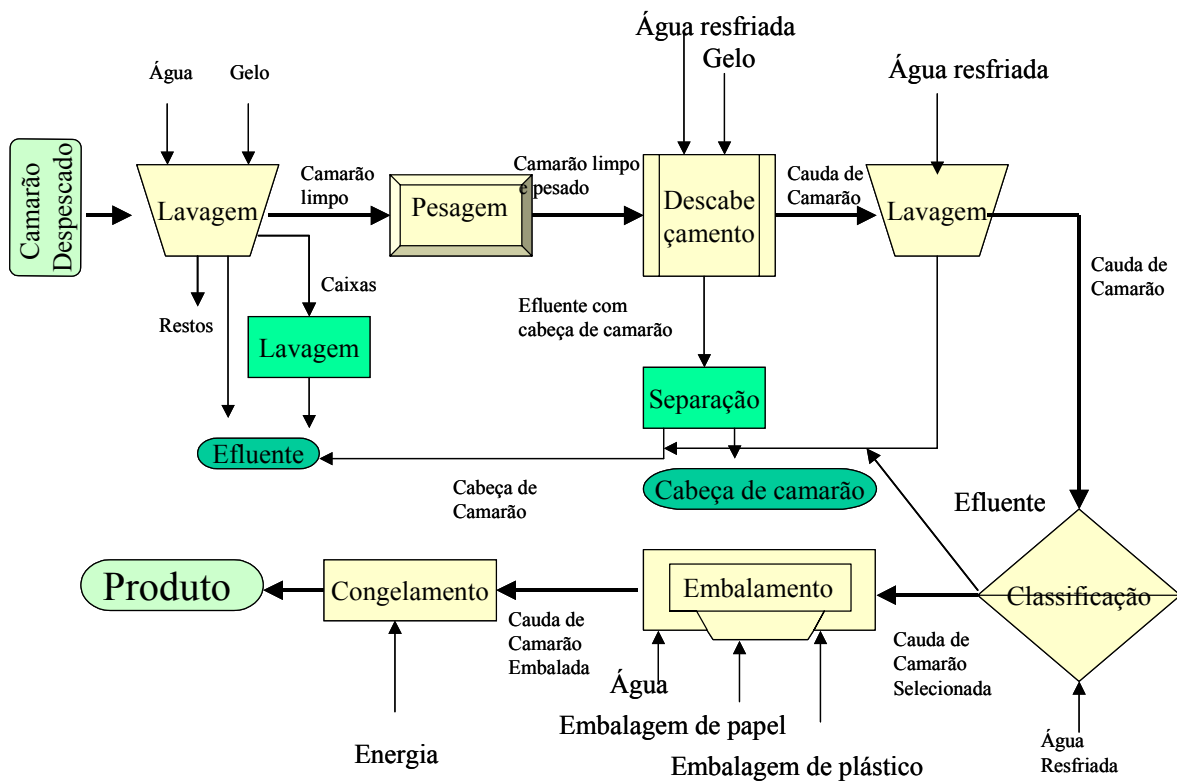 Água resfriada
Gelo
Água
Gelo
Água resfriada
Camarão
Despescado
Lavagem
Camarão
limpo
Pesagem
Camarão limpo
e pesado
Descabe
çamento
Cauda de
Camarão
Lavagem
Cauda de
Camarão
Restos
Caixas
Lavagem
Efluente com
cabeça de camarão
Separação
Efluente
Cabeça de
Camarão
Cabeça de camarão
Efluente
Classificação
Produto
Congelamento
Cauda de
Camarão
Embalada
Embalamento
Cauda de
Camarão
Selecionada
Água
Embalagem de papel
Embalagem de plástico
Energia
Água
Resfriada